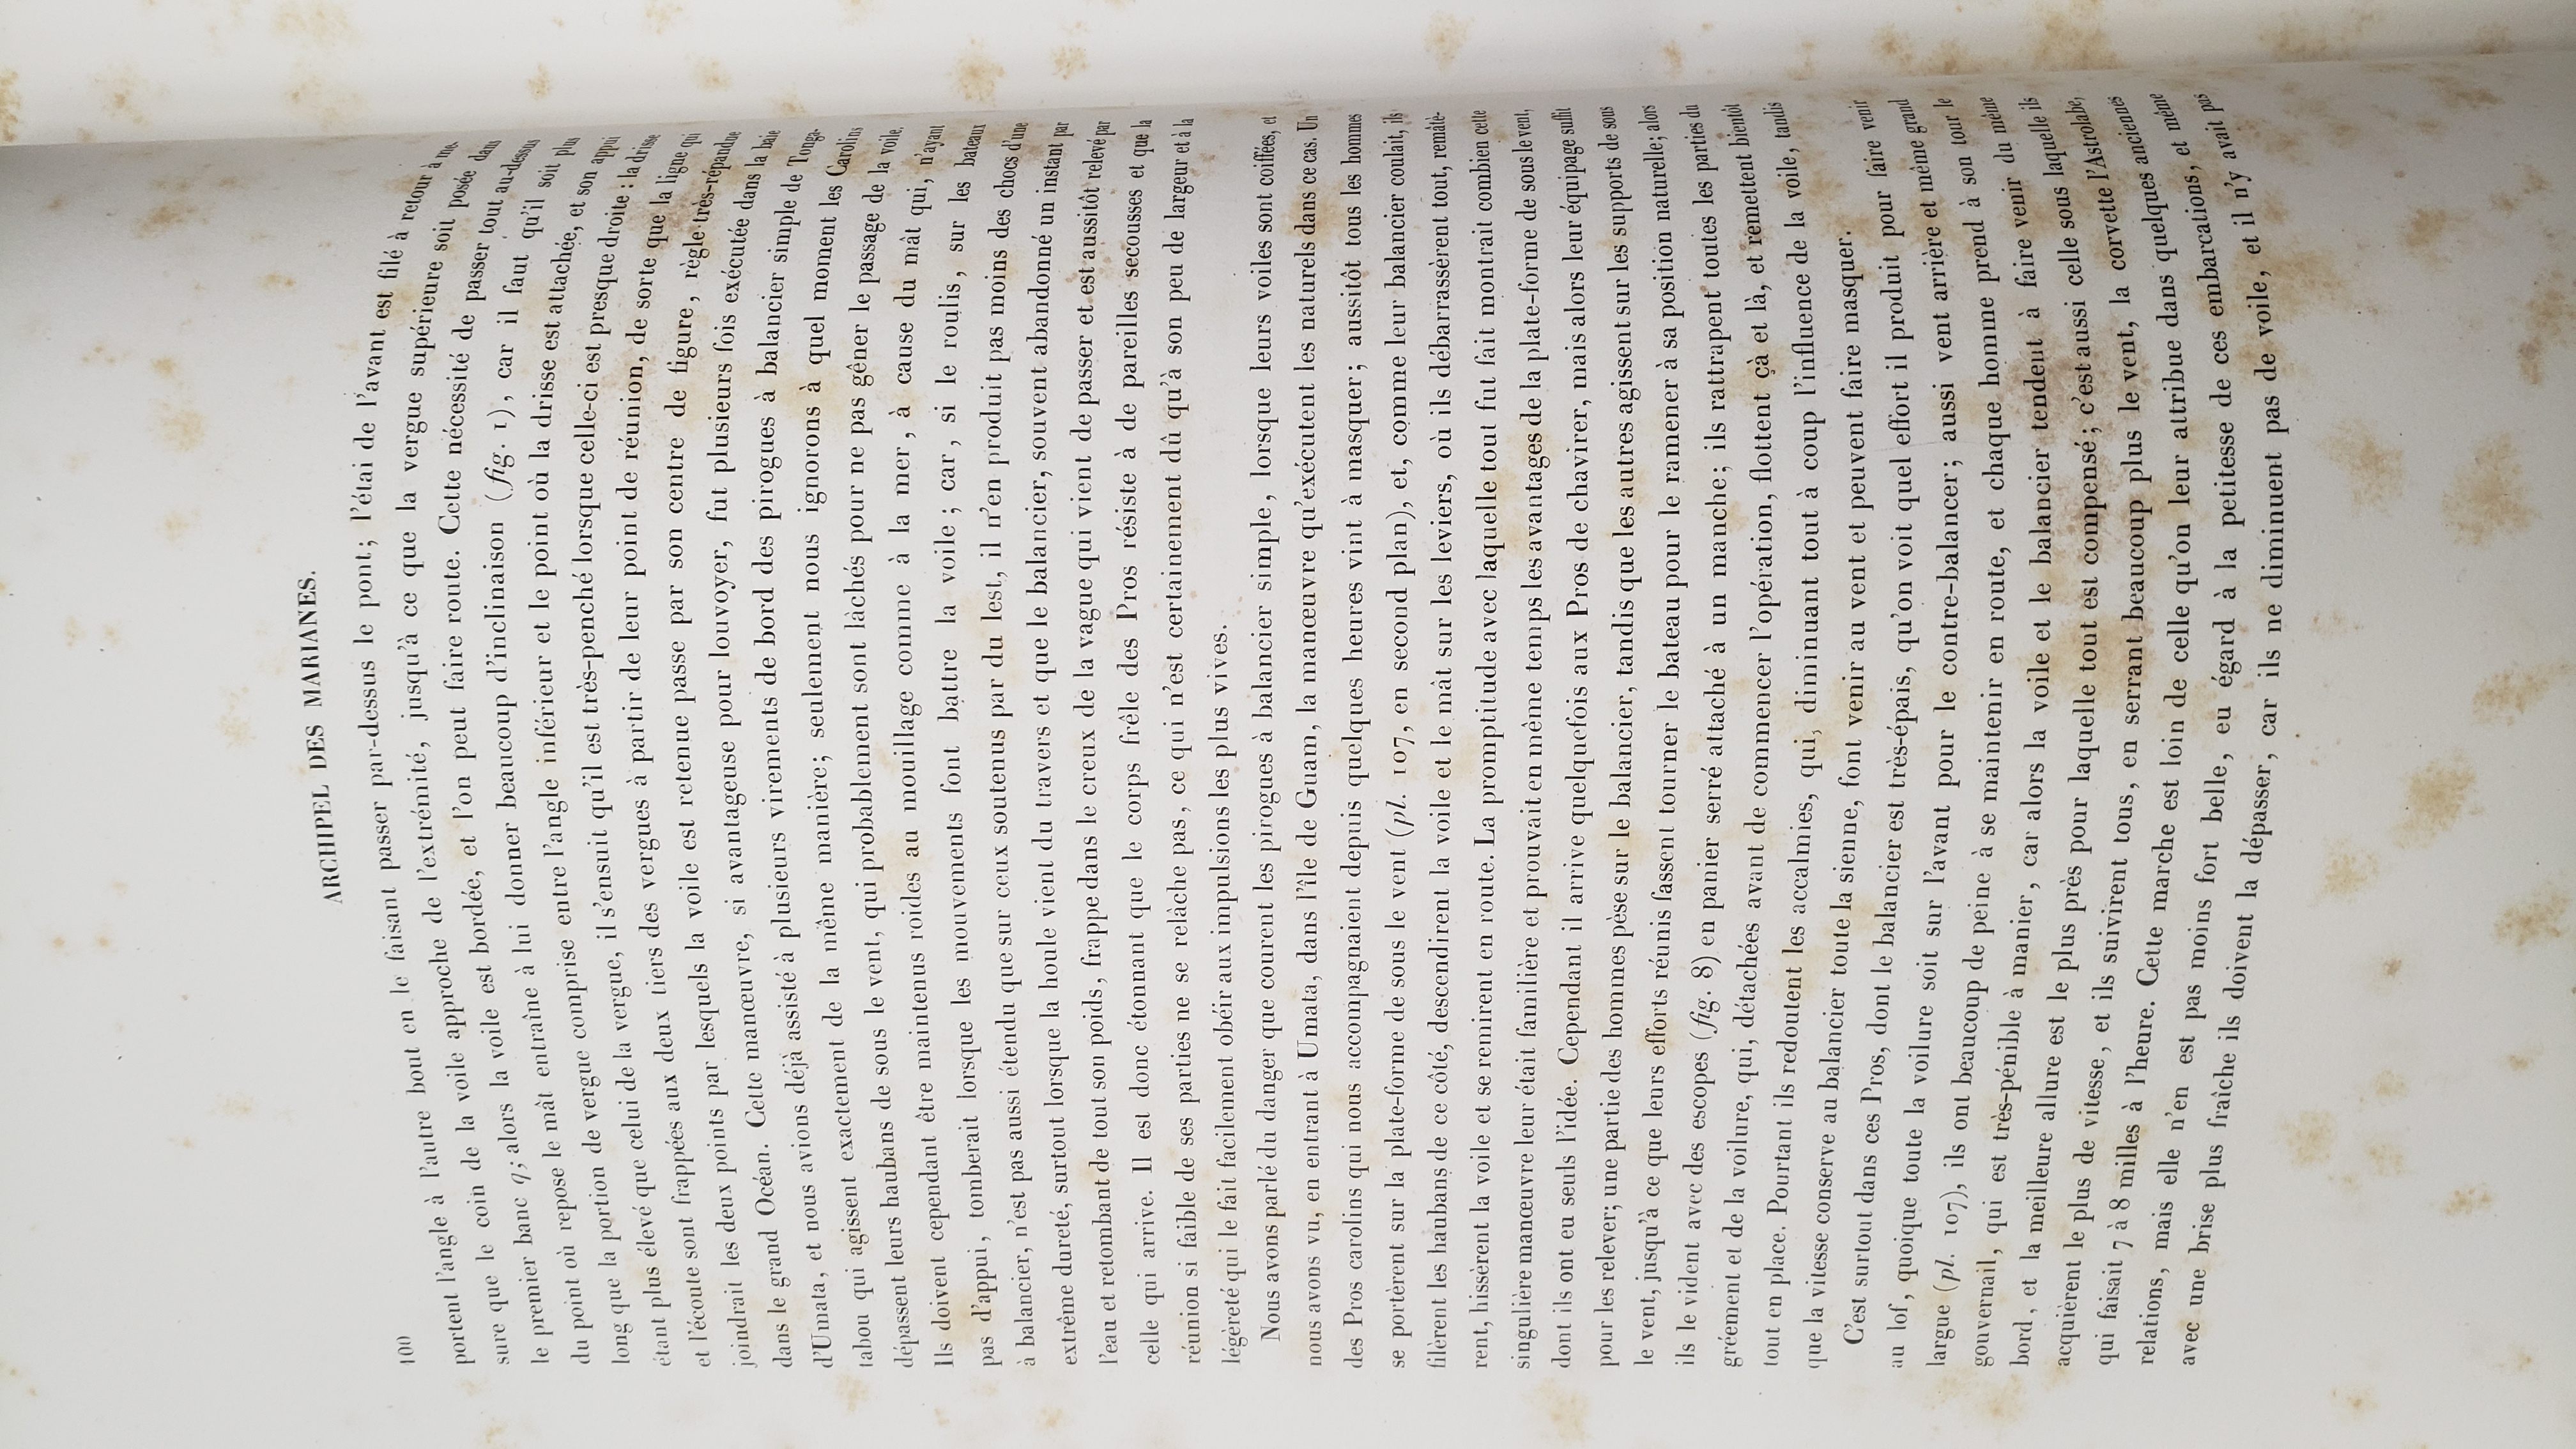 ARCHIPEL DES MARIANES.
100
portent l'angle à l'autre bout en le faisant passer par-dessus le pont; l'étai de l'avant est filé à retour à me-
sure que le coin de la voile approche de l'extrémité, jusqu'à ce que la vergue supérieure soit posée dans
le premier banc q; alors la voile est bordée, et l'on peut faire route. Cette nécessité de passer tout au-dessus
du point où repose le mât entraîne à lui donner beaucoup d'inclinaison (fig. 1), car il faut qu'il soit plus
long que la portion de vergue comprise entre l'angle inférieur et le point où la drisse est attachée, et son appui
étant plus élevé que celui de la vergue, il s'ensuit qu'il est très-penché lorsque celle-ci est presque droite : la drisse
et l'écoute sont frappées aux deux tiers des vergues à partir de leur point de réunion, de sorte que la ligne qui
joindrait les deux points par lesquels la voile est retenue passe par son centre de figure, règle très-répandue
dans le grand Océan. Cette manœuvre, si avantageuse pour louvoyer, fut plusieurs fois exécutée dans la baie
d'Umata, et nous avions déjà assisté à plusieurs virements de bord des pirogues à balancier simple de Tonga-
tabou qui agissent exactement de la même manière; seulement nous ignorons à quel moment les Carolins
dépassent leurs haubans de sous le vent, qui probablement sont lâchés pour ne pas gêner le passage de la voile.
Ils doivent cependant être maintenus roides au mouillage comme à la mer, à cause du mât qui, n'ayant
pas d'appui, tomberait lorsque les mouvements font battre la voile; car, si le roulis, sur les bateaux
à balancier, n'est pas aussi étendu que sur ceux soutenus par du lest, il n'en produit pas moins des chocs d'une
extrême dureté, surtout lorsque la houle vient du travers et que le balancier, souvent abandonné un instant par
l'eau et retombant de tout son poids, frappe dans le creux de la vague qui vient de passer et est aussitôt relevé par
celle qui arrive. Il est donc étonnant que le corps frêle des Pros résiste à de pareilles secousses et que la
réunion si faible de ses parties ne se relâche pas, ce qui n'est certainement dû qu'à son peu de largeur et à la
légèreté qui le fait facilement obéir aux impulsions les plus vives.
Nous avons parlé du danger que courent les pirogues à balancier simple, lorsque leurs voiles sont coiffées, et
nous avons vu, en entrant à Umata, dans l'île de Guam, la manœuvre qu'exécutent les naturels dans ce cas. Un
des Pros carolins qui nous accompagnaient depuis quelques heures vint à masquer; aussitôt tous les hommes
se portèrent sur la plate-forme de sous le vent (pl. 107, en second plan), et, comme leur balancier coulait, ils
filèrent les haubans de ce côté, descendirent la voile et le mât sur les leviers, où ils débarrassèrent tout, remâtè-
rent, hissèrent la voile et se remirent en route. La promptitude avec laquelle tout fut fait montrait combien cette
singulière manœuvre leur était familière et prouvait en même temps les avantages de la plate-forme de sous le vent,
dont ils ont eu seuls l'idée. Cependant il arrive quelquefois aux Pros de chavirer, mais alors leur équipage suffit
pour les relever; une partie des hommes pèse sur le balancier, tandis que les autres agissent sur les supports de sous
le vent, jusqu'à ce que leurs efforts réunis fassent tourner le bateau pour le ramener à sa position naturelle; alors
ils le vident avec des escopes (fig. 8) en panier serré attaché à un manche; ils rattrapent toutes les parties du
gréement et de la voilure, qui, détachées avant de commencer l'opération, flottent çà et là, et remettent bientôt
tout en place. Pourtant ils redoutent les accalmies, qui, diminuant tout à coup l'influence de la voile, tandis
que la vitesse conserve au balancier toute la sienne, font venir au vent et peuvent faire masquer.
C'est surtout dans ces Pros, dont le balancier est très-épais, qu'on voit quel effort il produit pour faire venir
au lof, quoique toute la voilure soit sur l'avant pour le contre-balancer; aussi vent arrière et même grand
largue (pl. 107), ils ont beaucoup de peine à se maintenir en route, et chaque homme prend à son tour le
gouvernail, qui est très-pénible à manier, car alors la voile et le balancier tendent à faire venir du même
bord, et la meilleure allure est le plus près pour laquelle tout est compensé; c'est aussi celle sous laquelle ils
acquièrent le plus de vitesse, et ils suivirent tous, en serrant beaucoup plus le vent, la corvette l'Astrolabe,
qui faisait 7 à 8 milles à l'heure. Cette marche est loin de celle qu'on leur attribue dans quelques anciennes
relations, mais elle n'en est pas moins fort belle, eu égard à la petitesse de ces embarcations, et même
avec une brise plus fraîche ils doivent la dépasser, car ils ne diminuent pas de voile, et il n'y avait pas